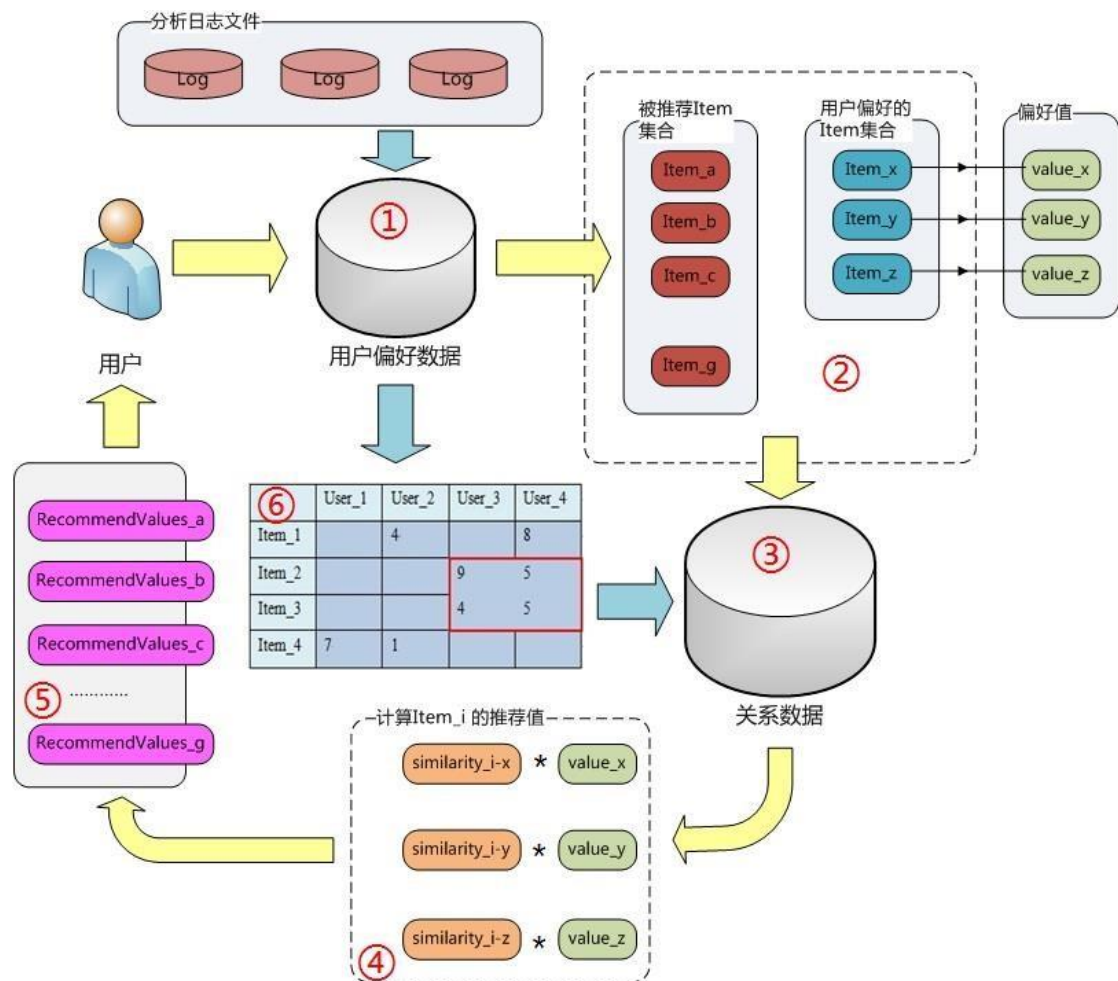 分析日志文件
Log
Log
Log
①
用户
用户偏好数据
被推荐Item
集合
Item_a
Item_b
Item_c
Item_g
用户偏好的
Item集合
Item_x
Item_y
Item_z
偏好值
value_x
value_y
value_z
②
⑥ User_1 User_2 User_3 User_4
Item_1 4 8
Item_2 9 5
Item_3 4 5
Item_4 7 1
③
关系数据
RecommendValues_a
RecommendValues_b
RecommendValues_c
⑤ ............
RecommendValues_g
计算Item_i 的推荐值
similarity_i-x * value_x
similarity_i-y * value_y
similarity_i-z * value_z
④